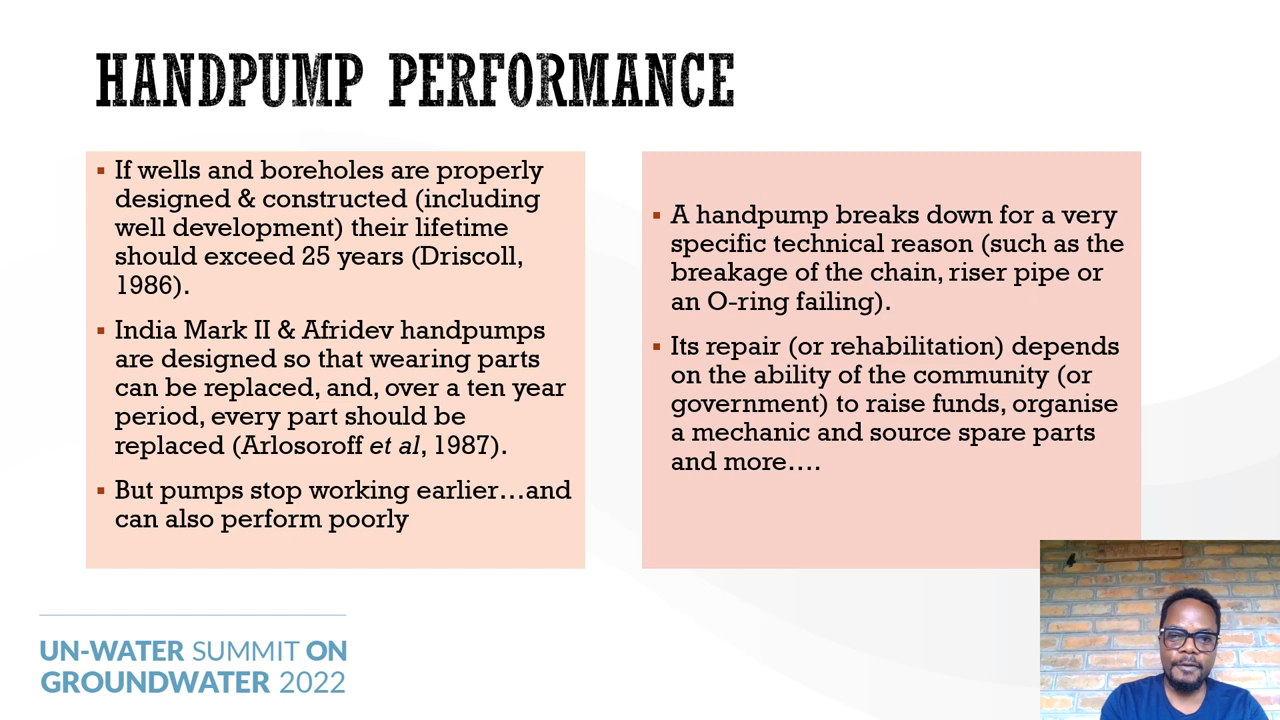 HANDPUMP PERFORMANCE
▪ If wells and boreholes are properly
designed & constructed (including
well development) their lifetime
should exceed 25 years (Driscoll,
1986).
▪ India Mark II & Afridev handpumps
are designed so that wearing parts
can be replaced, and, over a ten year
period, every part should be
replaced (Arlosoroff et al, 1987).
▪ But pumps stop working earlier…and
can also perform poorly
▪ A handpump breaks down for a very
specific technical reason (such as the
breakage of the chain, riser pipe or
an O-ring failing).
▪ Its repair (or rehabilitation) depends
on the ability of the community (or
government) to raise funds, organise
a mechanic and source spare parts
and more….
UN-WATER SUMMIT ON
GROUNDWATER 2022